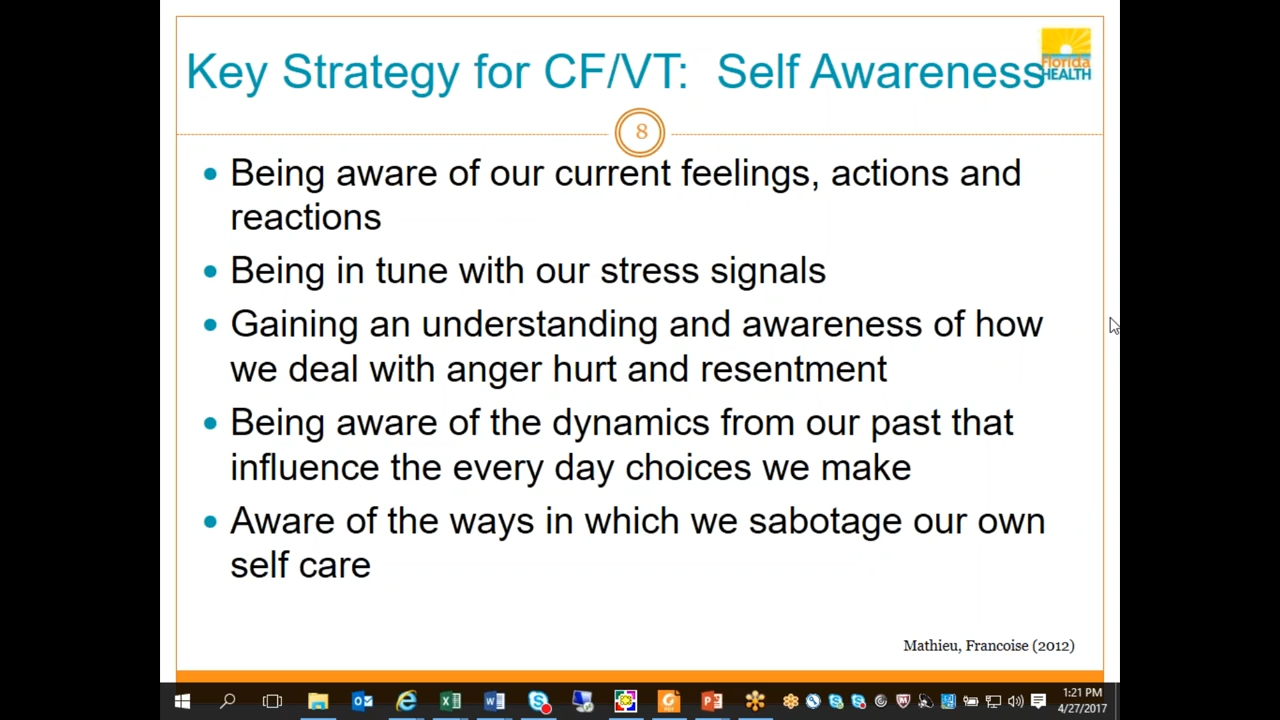 Key Strategy for CF/VT: Self Awareness
Florida
HEALTH
8
Being aware of our current feelings, actions and
reactions
Being in tune with our stress signals
Gaining an understanding and awareness of how
we deal with anger hurt and resentment
Being aware of the dynamics from our past that
influence the every day choices we make
Aware of the ways in which we sabotage our own
self care
Mathieu, Francoise (2012)
1:21 PM
4/27/2017